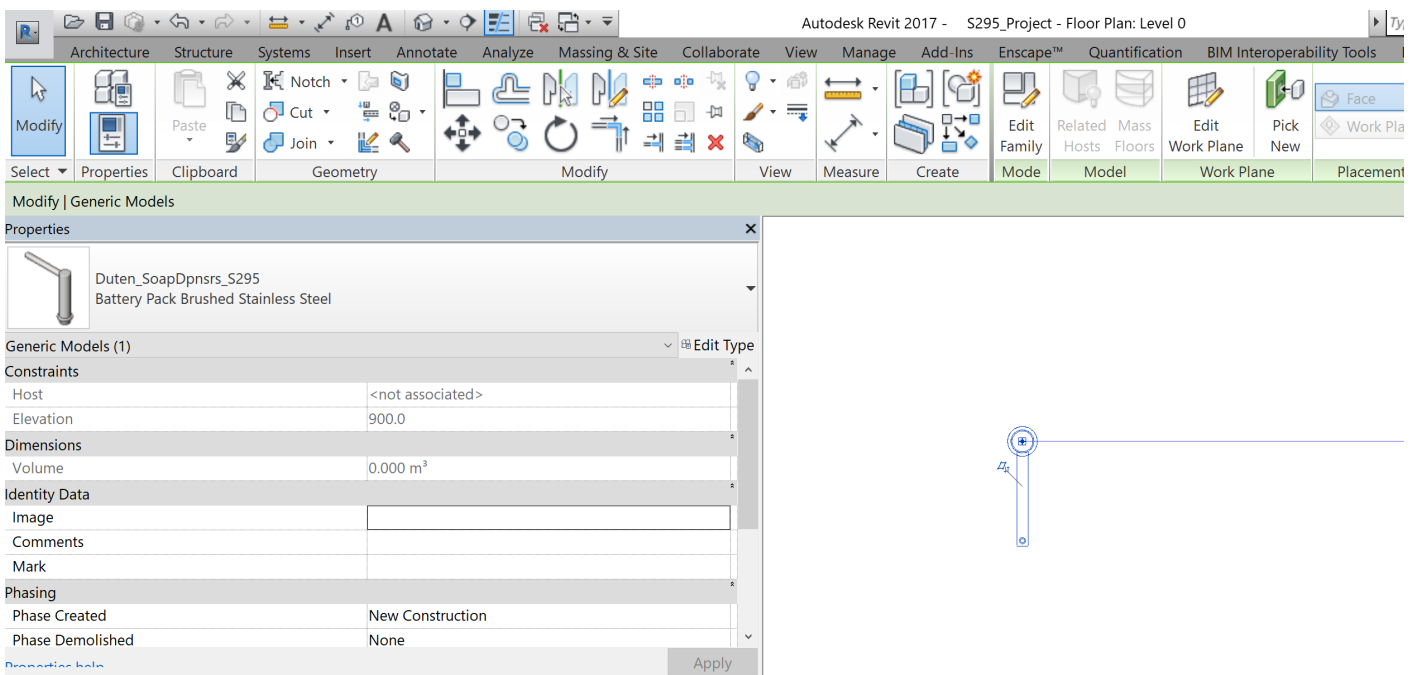 Autodesk Revit 2017 - S295_Project - Floor Plan: Level 0
Architecture Structure Systems Insert Annotate Analyze Massing & Site Collaborate View Manage Add-Ins Enscape™ Quantification BIM Interoperability Tools
Notch
Cut
Join
Modify
Paste
Edit
Family
Related
Hosts
Mass
Floors
Edit
Work Plane
Pick
New
Face
Work Pla
Select Properties Clipboard Geometry Modify View Measure Create Mode Model Work Plane Placement
Modify | Generic Models
Properties
Duten_SoapDpnsrs_S295
Battery Pack Brushed Stainless Steel
Generic Models (1) Edit Type
Constraints
Host <not associated>
Elevation 900.0
Dimensions
Volume 0.000 m³
Identity Data
Image
Comments
Mark
Phasing
Phase Created New Construction
Phase Demolished None
Properties help Apply